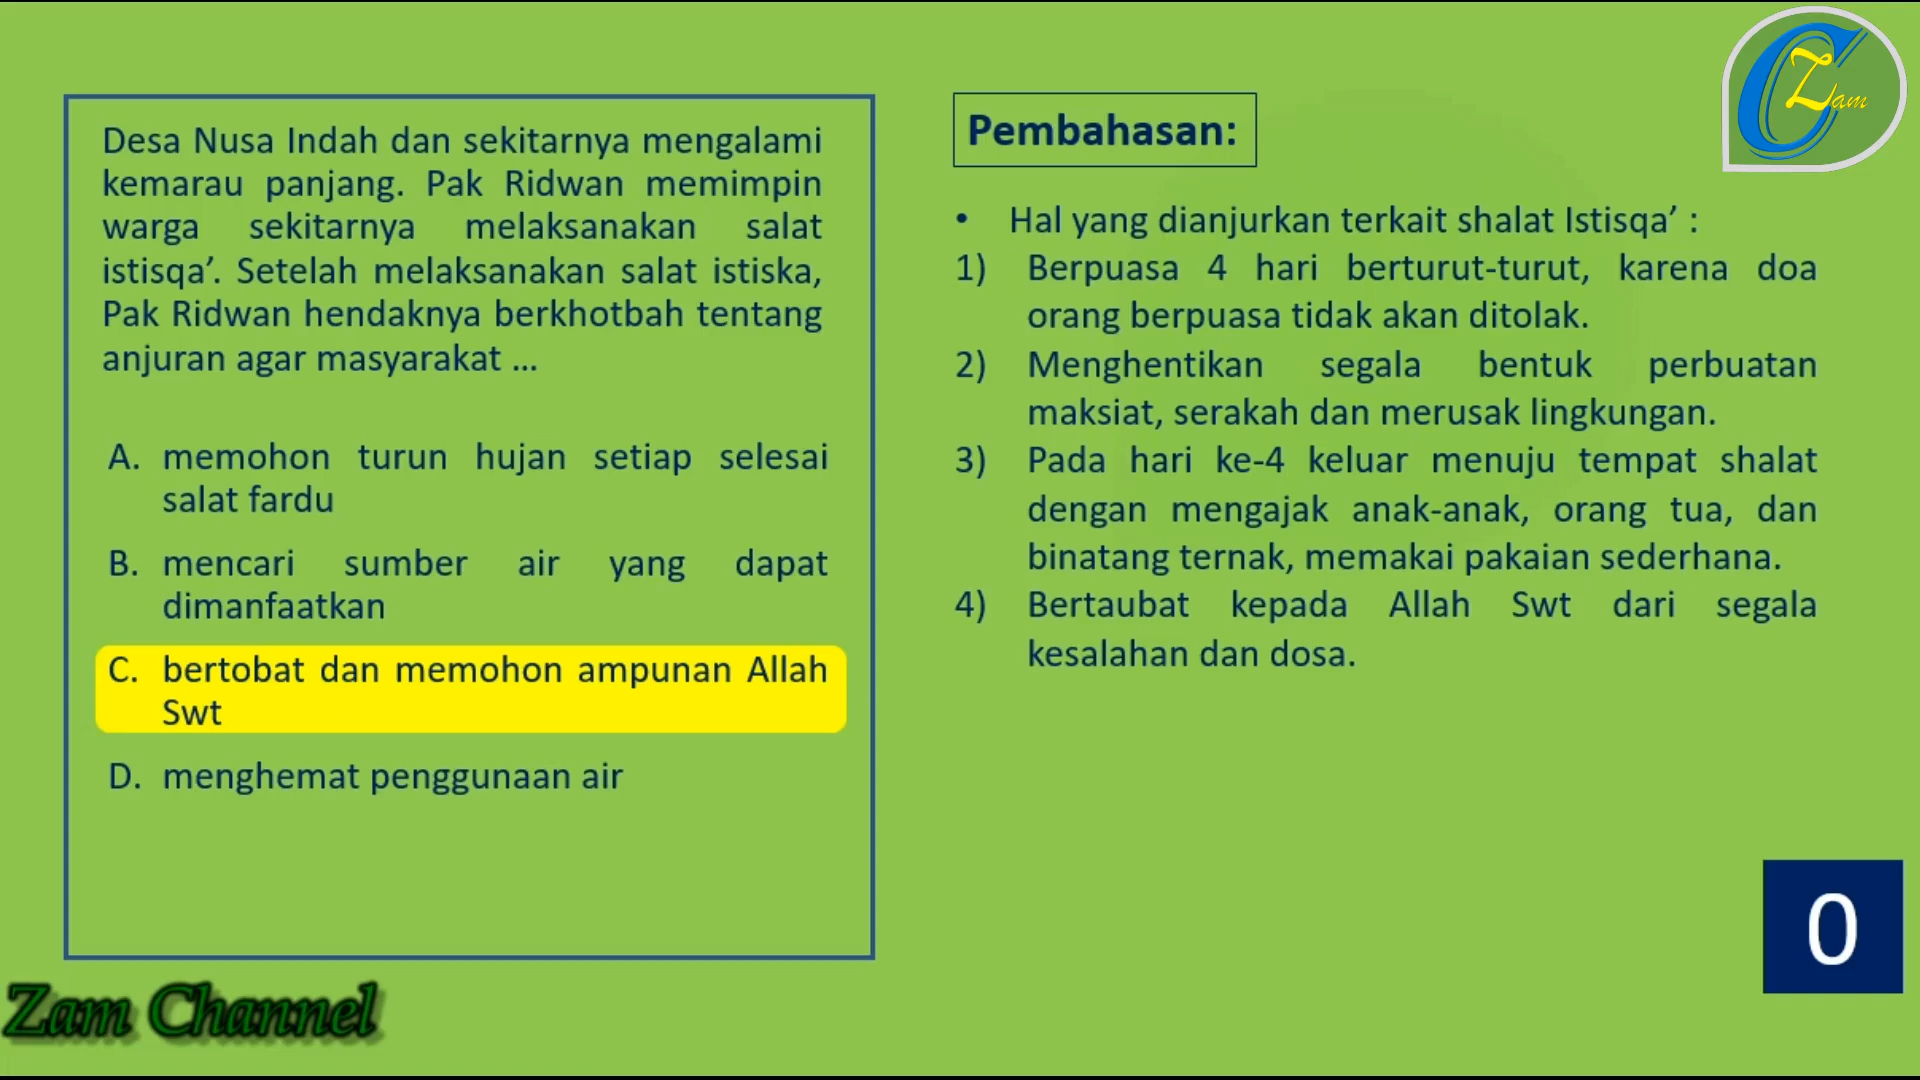 Desa Nusa Indah dan sekitarnya mengalami
kemarau panjang. Pak Ridwan memimpin
warga sekitarnya melaksanakan salat
istisqa’. Setelah melaksanakan salat istiska,
Pak Ridwan hendaknya berkhotbah tentang
anjuran agar masyarakat ...
A. memohon turun hujan setiap selesai
salat fardu
B. mencari sumber air yang dapat
dimanfaatkan
C. bertobat dan memohon ampunan Allah
Swt
D. menghemat penggunaan air
Zam Channel
C Zam
Pembahasan:
• Hal yang dianjurkan terkait shalat Istisqa’ :
1) Berpuasa 4 hari berturut-turut, karena doa
orang berpuasa tidak akan ditolak.
2) Menghentikan segala bentuk perbuatan
maksiat, serakah dan merusak lingkungan.
3) Pada hari ke-4 keluar menuju tempat shalat
dengan mengajak anak-anak, orang tua, dan
binatang ternak, memakai pakaian sederhana.
4) Bertaubat kepada Allah Swt dari segala
kesalahan dan dosa.
0